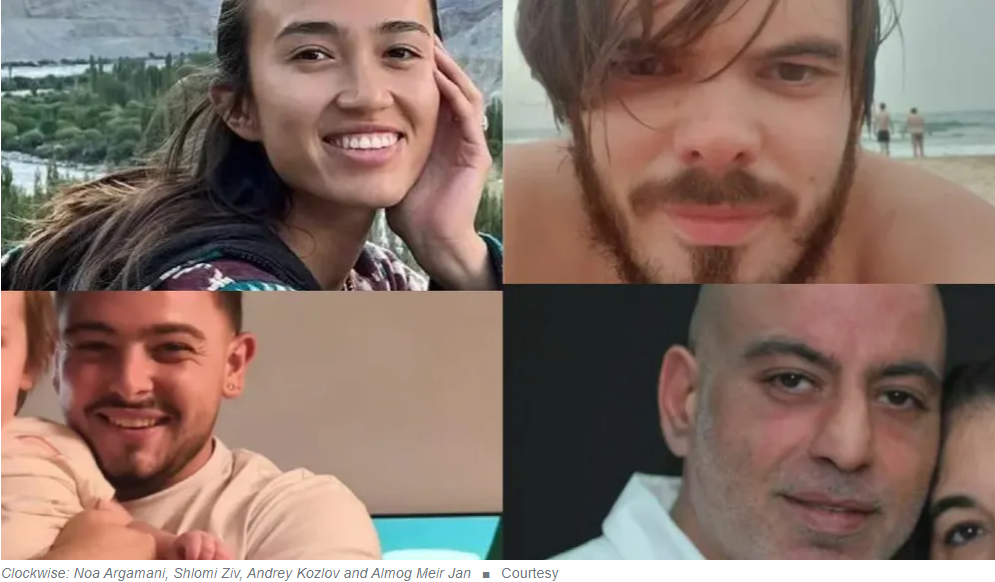 Clockwise: Noa Argamani, Shlomi Ziv, Andrey Kozlov and Almog Meir Jan ■ Courtesy